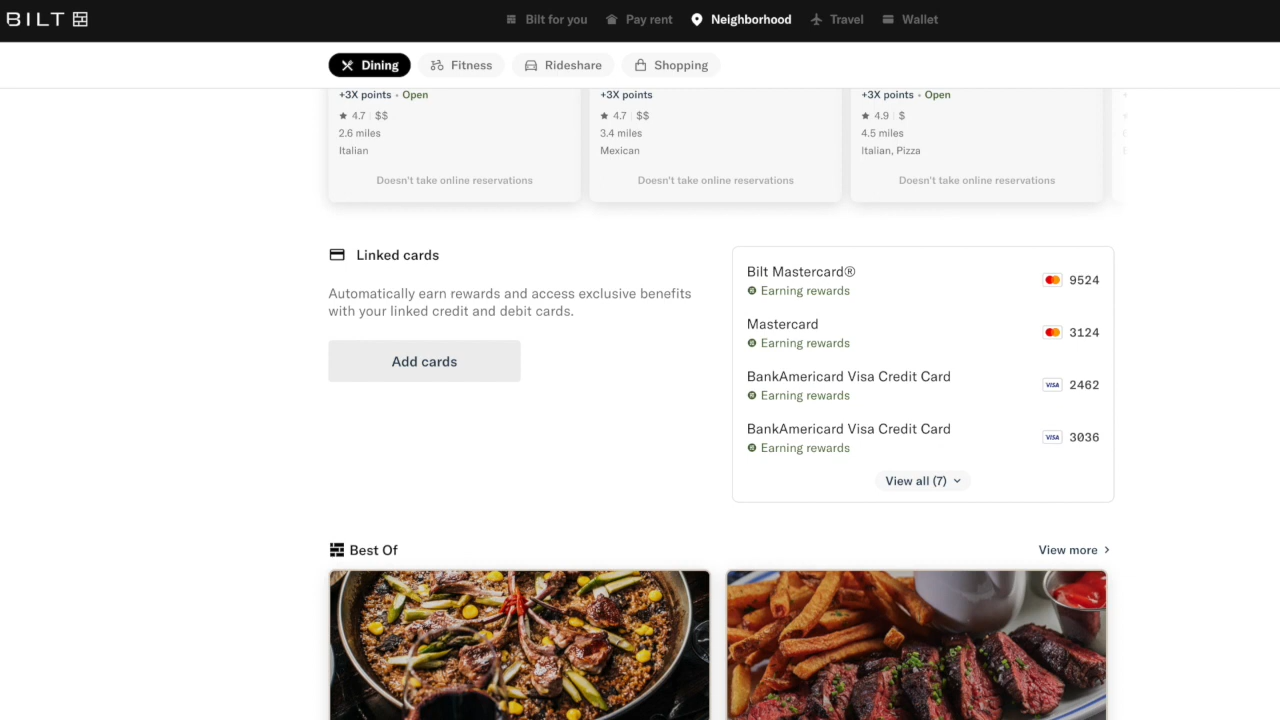 BILT
Bilt for you
Pay rent
Neighborhood
Travel
Wallet
Dining
Fitness
Rideshare
Shopping
+3X points • Open
4.7 | $$
2.6 miles
Italian
Doesn't take online reservations
+3X points
4.7 | $$
3.4 miles
Mexican
Doesn't take online reservations
+3X points • Open
4.9 | $
4.5 miles
Italian, Pizza
Doesn't take online reservations
Linked cards
Automatically earn rewards and access exclusive benefits
with your linked credit and debit cards.
Add cards
Bilt Mastercard®
Earning rewards
9524
Mastercard
Earning rewards
3124
BankAmericard Visa Credit Card
Earning rewards
VISA 2462
BankAmericard Visa Credit Card
Earning rewards
VISA 3036
View all (7)
Best Of
View more